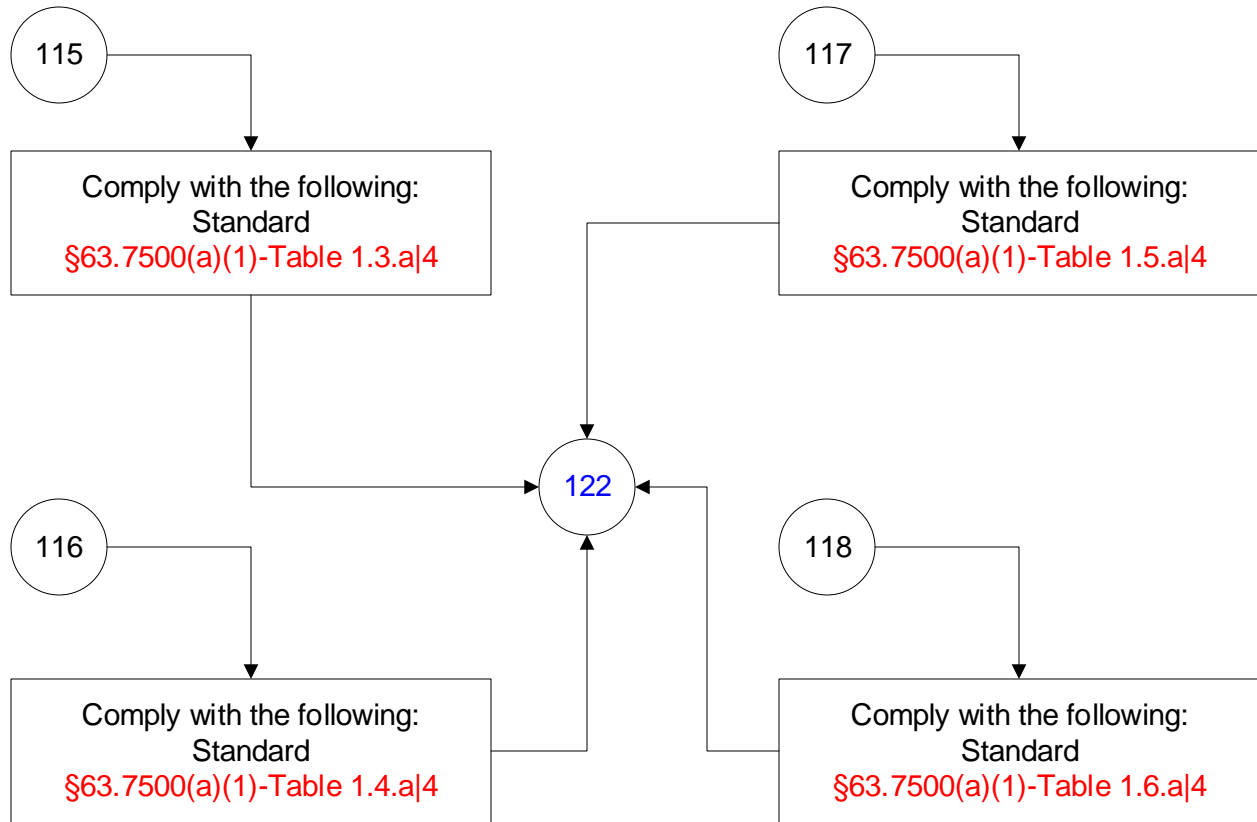 115
Comply with the following:
Standard
§63.7500(a)(1)-Table 1.3.a|4
117
Comply with the following:
Standard
§63.7500(a)(1)-Table 1.5.a|4
122
116
Comply with the following:
Standard
§63.7500(a)(1)-Table 1.4.a|4
118
Comply with the following:
Standard
§63.7500(a)(1)-Table 1.6.a|4